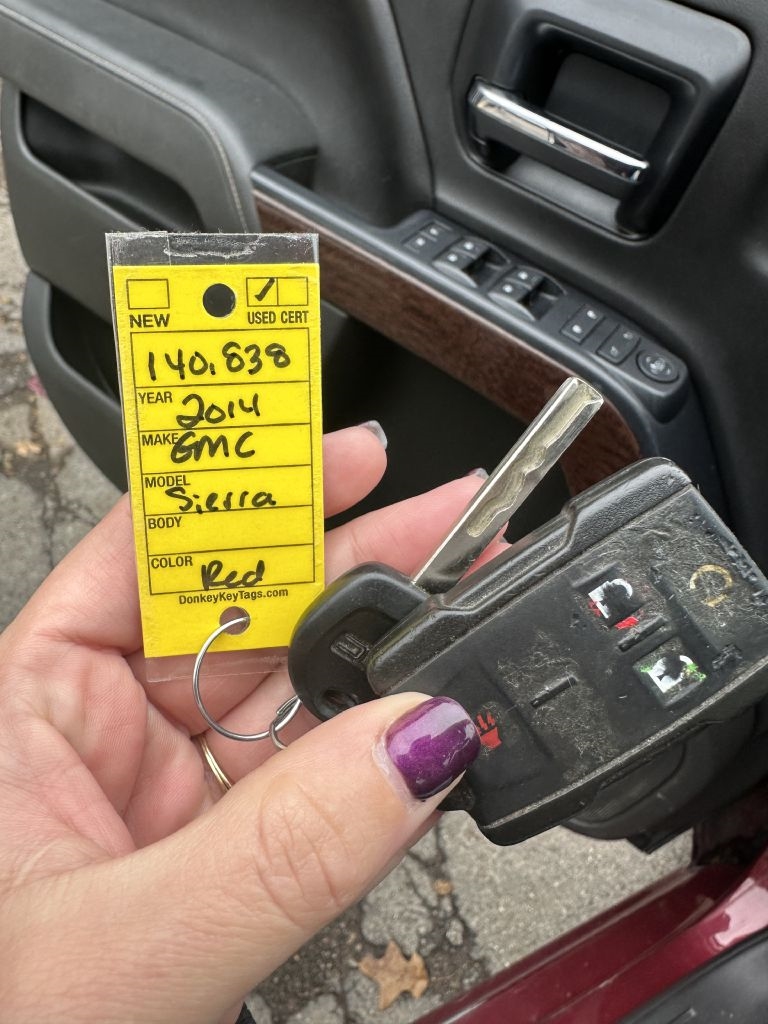 NEW
USED CERT
140.838
YEAR 2014
MAKE GMC
MODEL Sierra
BODY
COLOR Red
DonkeyKeyTags.com